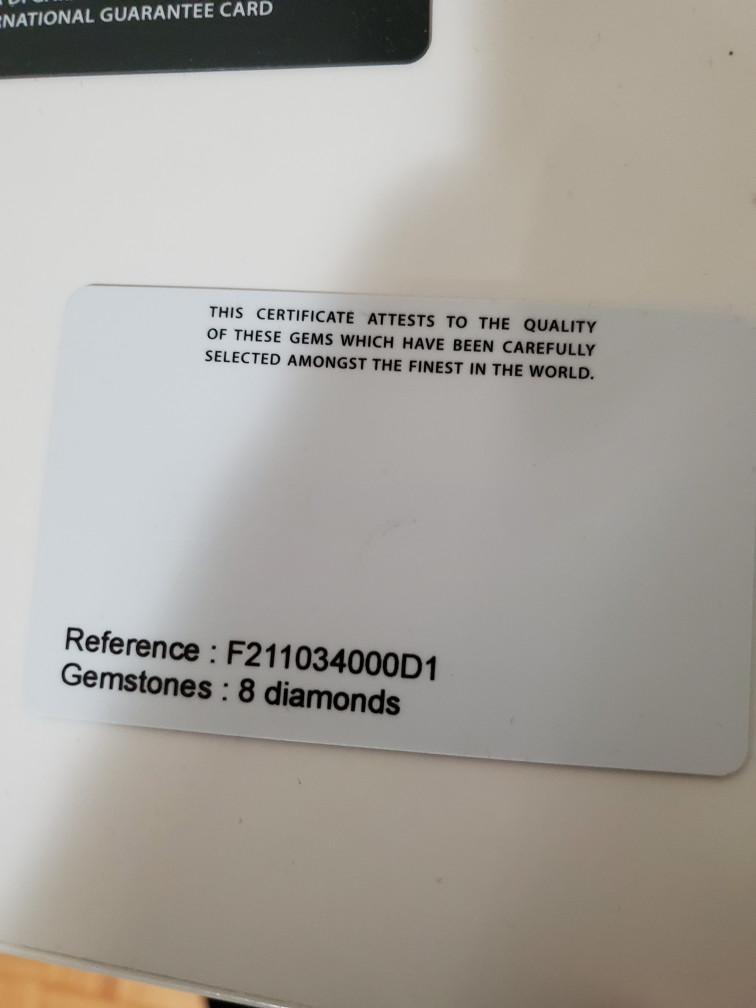 RNATIONAL GUARANTEE CARD
THIS CERTIFICATE ATTESTS TO THE QUALITY
OF THESE GEMS WHICH HAVE BEEN CAREFULLY
SELECTED AMONGST THE FINEST IN THE WORLD.
Reference : F211034000D1
Gemstones : 8 diamonds